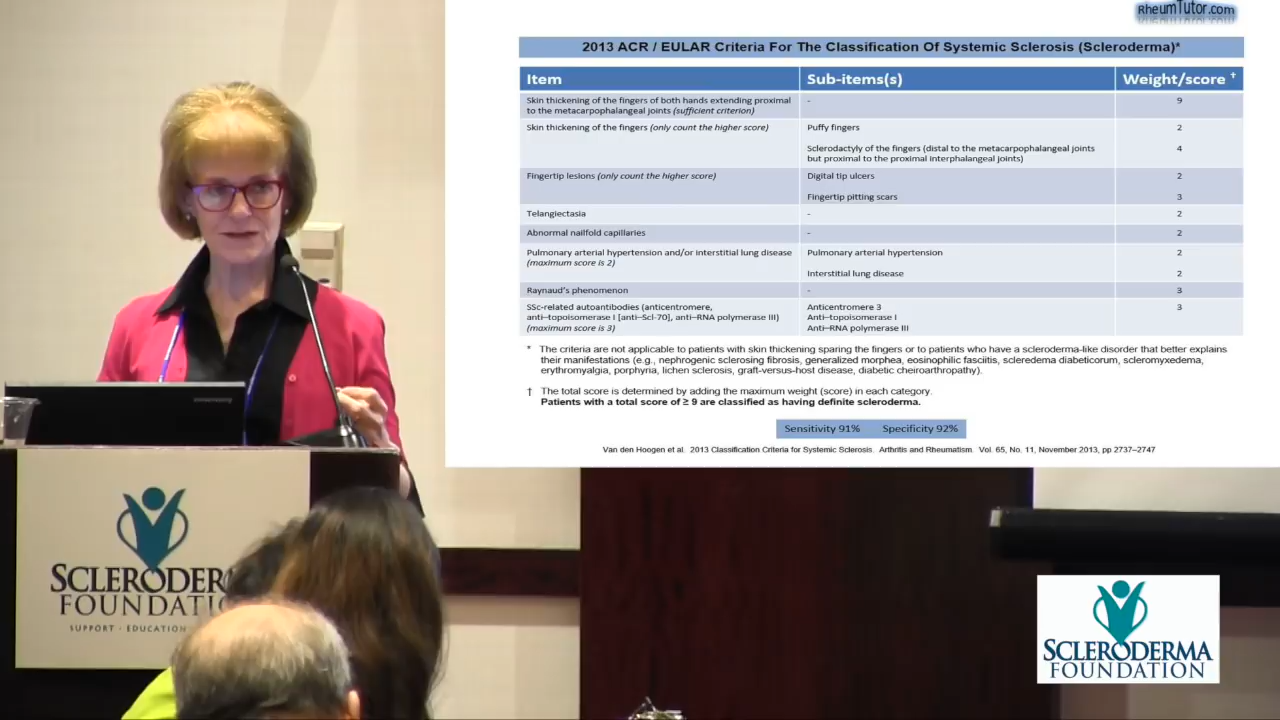 RheumTutor.com
2013 ACR / EULAR Criteria For The Classification Of Systemic Sclerosis (Scleroderma)*
Item Sub-items(s) Weight/score †
Skin thickening of the fingers of both hands extending proximal
to the metacarpophalangeal joints (sufficient criterion)
- 9
Skin thickening of the fingers (only count the higher score) Puffy fingers 2
Sclerodactyly of the fingers (distal to the metacarpophalangeal joints
but proximal to the proximal interphalangeal joints)
4
Fingertip lesions (only count the higher score) Digital tip ulcers 2
Fingertip pitting scars 3
Telangiectasia - 2
Abnormal nailfold capillaries - 2
Pulmonary arterial hypertension and/or interstitial lung disease
(maximum score is 2)
Pulmonary arterial hypertension 2
Interstitial lung disease 2
Raynaud's phenomenon - 3
SSc-related autoantibodies (anticentromere,
anti–topoisomerase I [anti–Scl-70], anti–RNA polymerase III)
(maximum score is 3)
Anticentromere 3
Anti–topoisomerase I
Anti–RNA polymerase III
3
* The criteria are not applicable to patients with skin thickening sparing the fingers or to patients who have a scleroderma-like disorder that better explains
their manifestations (e.g., nephrogenic sclerosing fibrosis, generalized morphea, eosinophilic fasciitis, scleredema diabeticorum, scleromyxedema,
erythromyalgia, porphyria, lichen sclerosis, graft-versus-host disease, diabetic cheiroarthropathy).
† The total score is determined by adding the maximum weight (score) in each category.
Patients with a total score of ≥ 9 are classified as having definite scleroderma.
Sensitivity 91% Specificity 92%
Van den Hoogen et al. 2013 Classification Criteria for Systemic Sclerosis. Arthritis and Rheumatism. Vol. 65, No. 11, November 2013, pp 2737–2747
SCLERODER
FOUNDATIO
SUPPORT · EDUCATION
SCLERODERMA
FOUNDATION